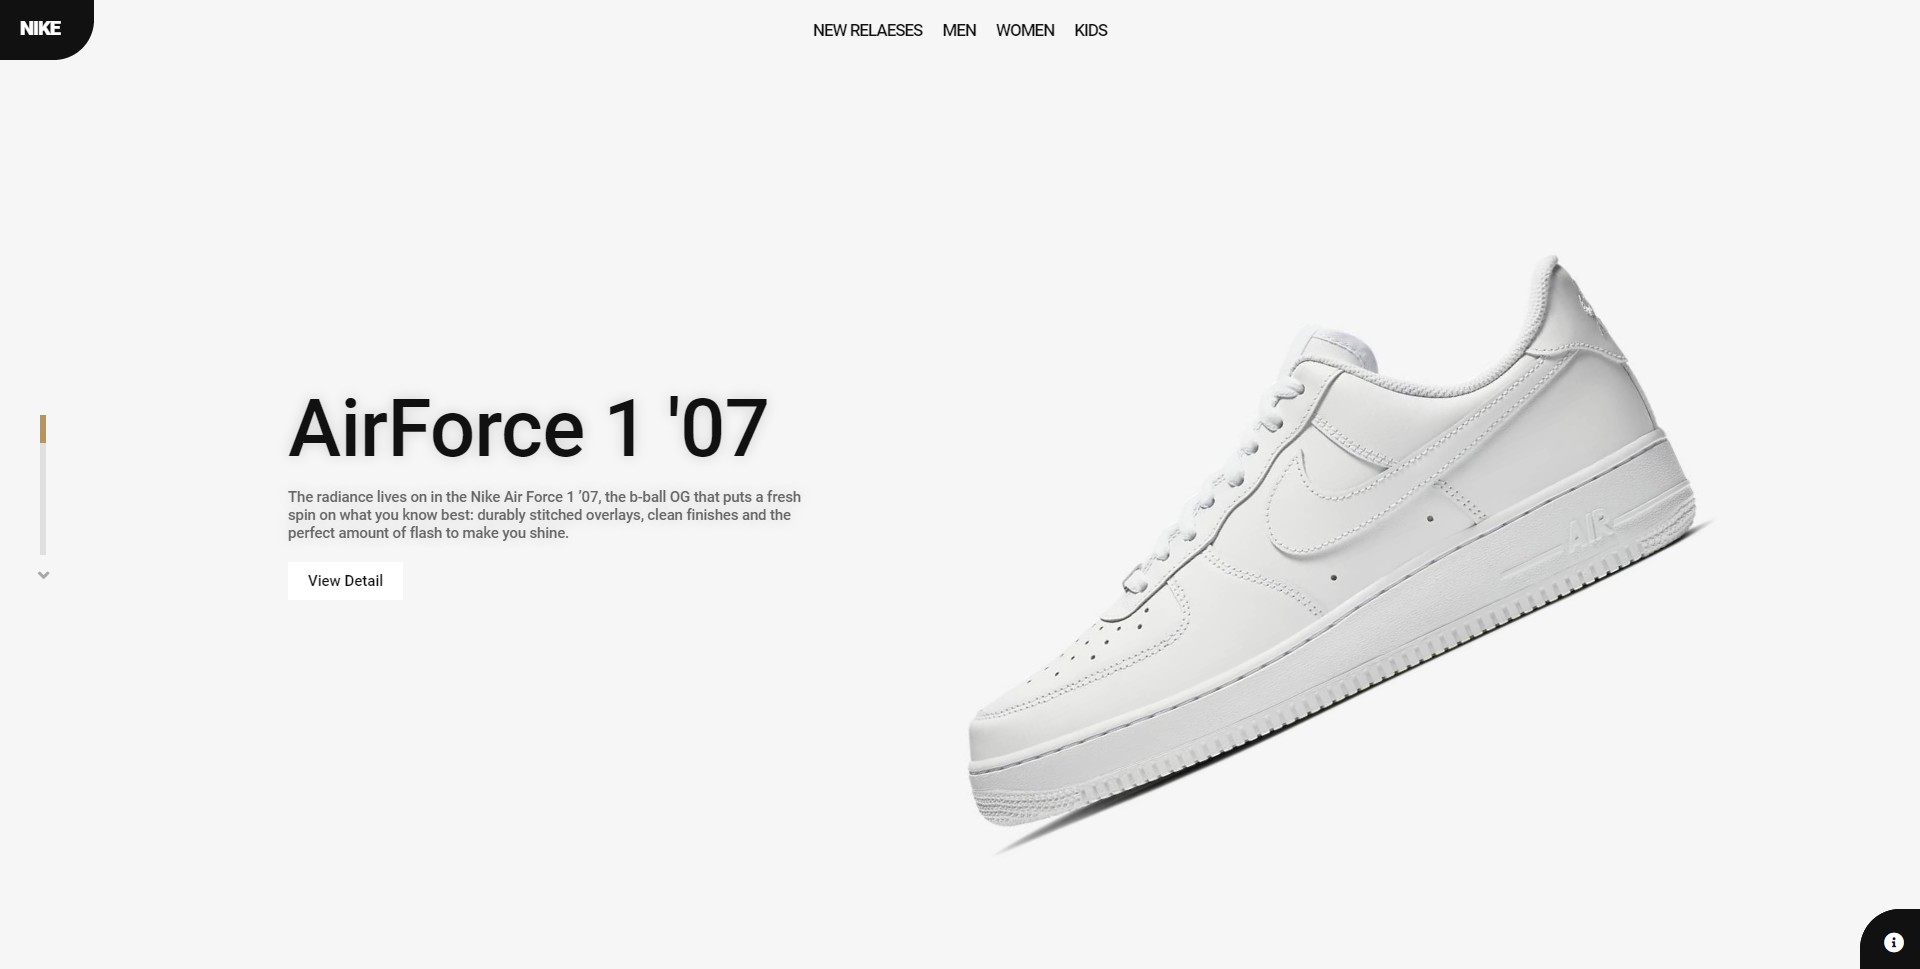 NIKE
NEW RELAESES MEN WOMEN KIDS
AirForce 1 '07
The radiance lives on in the Nike Air Force 1 ’07, the b-ball OG that puts a fresh
spin on what you know best: durably stitched overlays, clean finishes and the
perfect amount of flash to make you shine.
View Detail
AIR